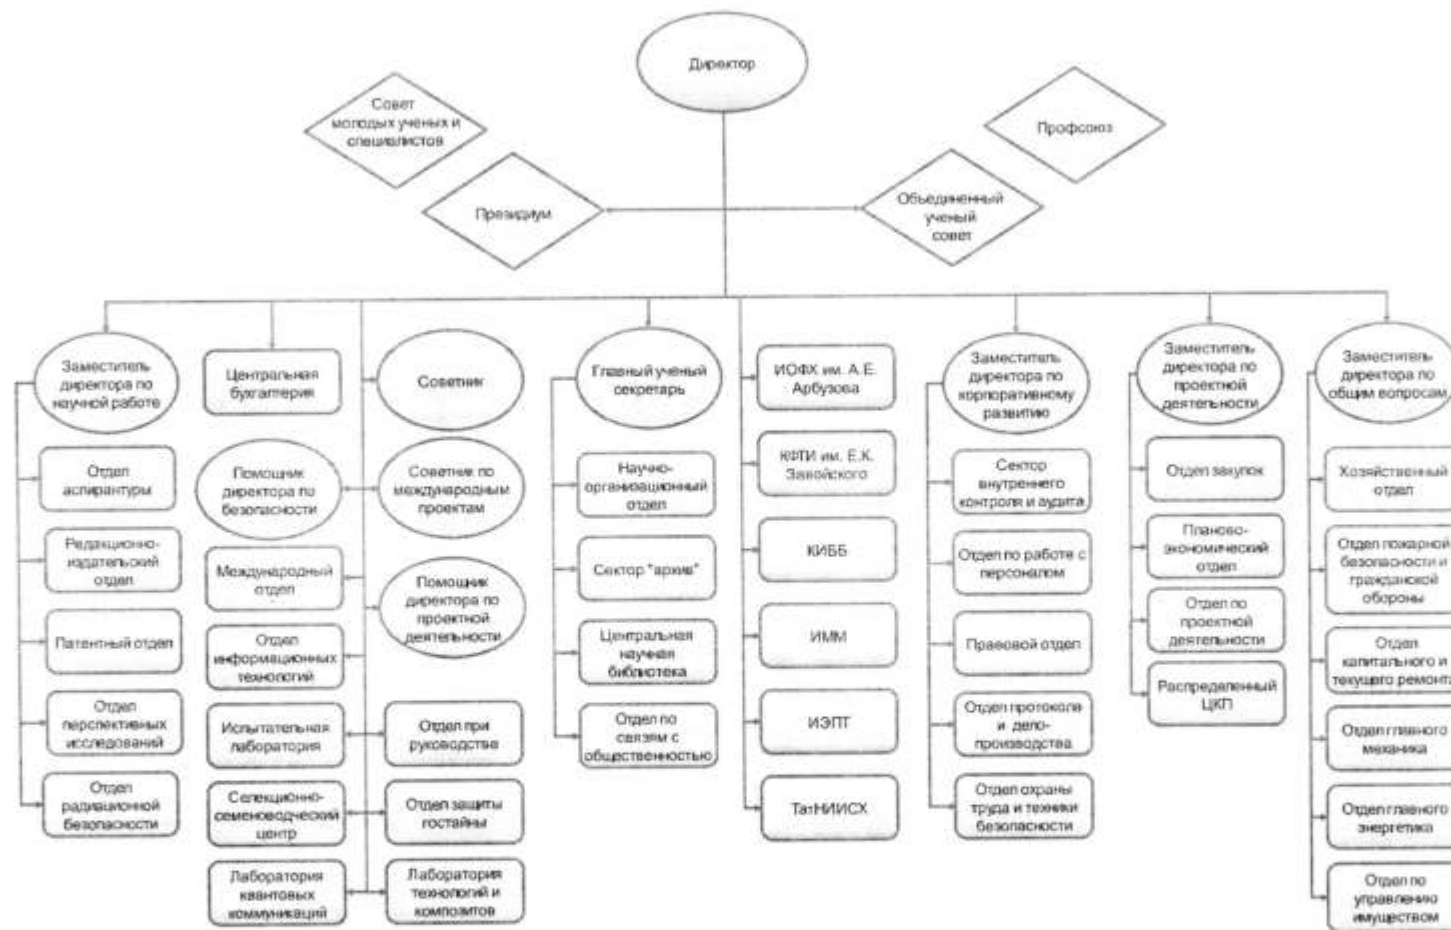 Директор
Совет
молодых ученых и
специалистов
Профсоюз
Президиум
Объединенный
ученый
совет
Заместитель
директора по
научной работе
Отдел
аспирантуры
Редакционно-
издательский
отдел
Патентный отдел
Отдел
перспективных
исследований
Отдел
радиационной
безопасности
Центральная
бухгалтерия
Советник
Помощник
директора по
безопасности
Советник по
международным
проектам
Международный
отдел
Помощник
директора по
проектной
деятельности
Отдел
информационных
технологий
Испытательная
лаборатория
Отдел при
руководстве
Селекционно-
семеноводческий
центр
Отдел защиты
гостайны
Лаборатория
квантовых
коммуникаций
Лаборатория
технологий и
композитов
Главный ученый
секретарь
Научно-
организационный
отдел
Сектор "архив"
Центральная
научная
библиотека
Отдел по
связям с
общественностью
ИОФХ им. А.Е.
Арбузова
КФТИ им. Е.К.
Завойского
КИББ
ИММ
ИЭПТ
ТатНИИСХ
Заместитель
директора по
корпоративному
развитию
Сектор
внутреннего
контроля и аудита
Отдел по работе с
персоналом
Правовой отдел
Отдел протокола
и дело-
производства
Отдел охраны
труда и техники
безопасности
Заместитель
директора по
проектной
деятельности
Отдел закупок
Планово-
экономический
отдел
Отдел по
проектной
деятельности
Распределенный
ЦКП
Заместитель
директора по
общим вопросам
Хозяйственный
отдел
Отдел пожарной
безопасности и
гражданской
обороны
Отдел
капитального и
текущего ремонта
Отдел главного
механика
Отдел главного
энергетика
Отдел по
управлению
имуществом